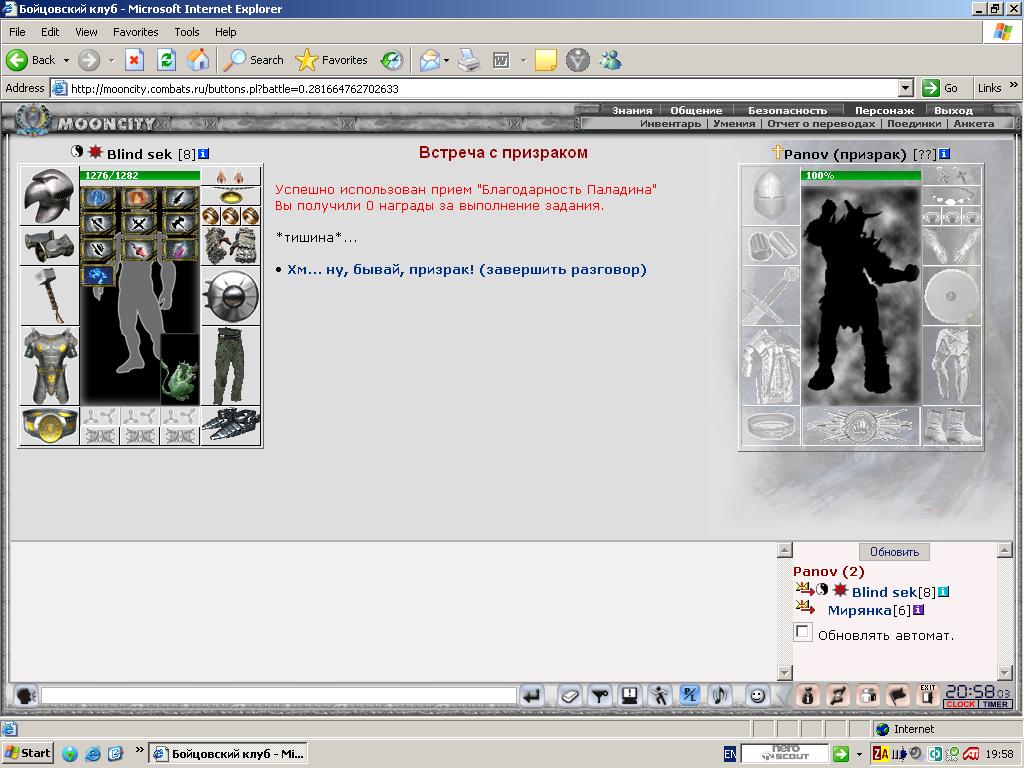 Бойцовский клуб - Microsoft Internet Explorer
File Edit View Favorites Tools Help
Back Search Favorites
Address http://mooncity.combats.ru/buttons.pl?battle=0.281664762702633 Go Links »
MOONCITY
Знания Общение Безопасность Персонаж Выход
Инвентарь | Умения | Отчет о переводах | Поединки | Анкета
Blind sek [8] i
1276/1282
Встреча с призраком
Успешно использован прием "Благодарность Паладина"
Вы получили 0 награды за выполнение задания.
*тишина*...
• Хм... ну, бывай, призрак! (завершить разговор)
Panov (призрак) [??] i
100%
Обновить
Panov (2)
Blind sek[8] i
Мирянка[6] i
Обновлять автомат.
EXIT
20:58 03
CLOCK TIMER
Internet
Start » Бойцовский клуб - Mi...
EN nero SCOUT ZA 19:58